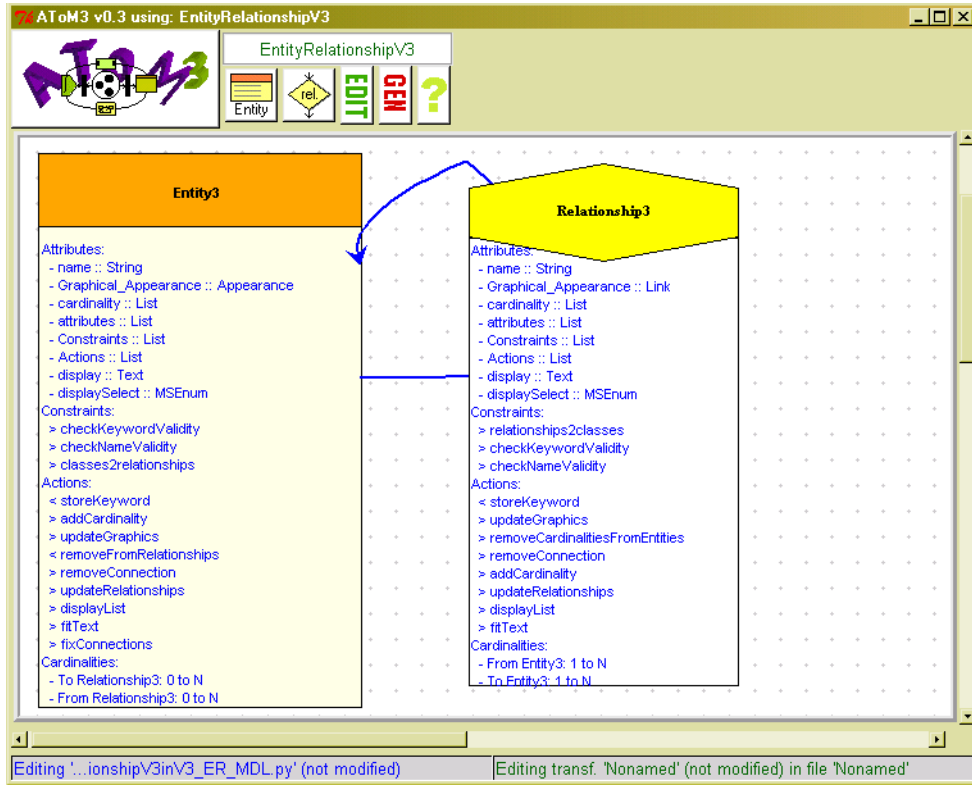 AToM3 v0.3 using: EntityRelationshipV3
AToM3
EntityRelationshipV3
Entity
rel.
EDIT
GEN
?
Entity3
Attributes:
- name :: String
- Graphical_Appearance :: Appearance
- cardinality :: List
- attributes :: List
- Constraints :: List
- Actions :: List
- display :: Text
- displaySelect :: MSEnum
Constraints:
> checkKeywordValidity
> checkNameValidity
> classes2relationships
Actions:
< storeKeyword
> addCardinality
> updateGraphics
< removeFromRelationships
> removeConnection
> updateRelationships
> displayList
> fitText
> fixConnections
Cardinalities:
- To Relationship3: 0 to N
- From Relationship3: 0 to N
Relationship3
Attributes:
- name :: String
- Graphical_Appearance :: Link
- cardinality :: List
- attributes :: List
- Constraints :: List
- Actions :: List
- display :: Text
- displaySelect :: MSEnum
Constraints:
> relationships2classes
> checkKeywordValidity
> checkNameValidity
Actions:
< storeKeyword
> updateGraphics
> removeCardinalitiesFromEntities
> removeConnection
> addCardinality
> updateRelationships
> displayList
> fitText
Cardinalities:
- From Entity3: 1 to N
- To Entity3: 1 to N
Editing '...ionshipV3inV3_ER_MDL.py' (not modified)
Editing transf. 'Nonamed' (not modified) in file 'Nonamed'